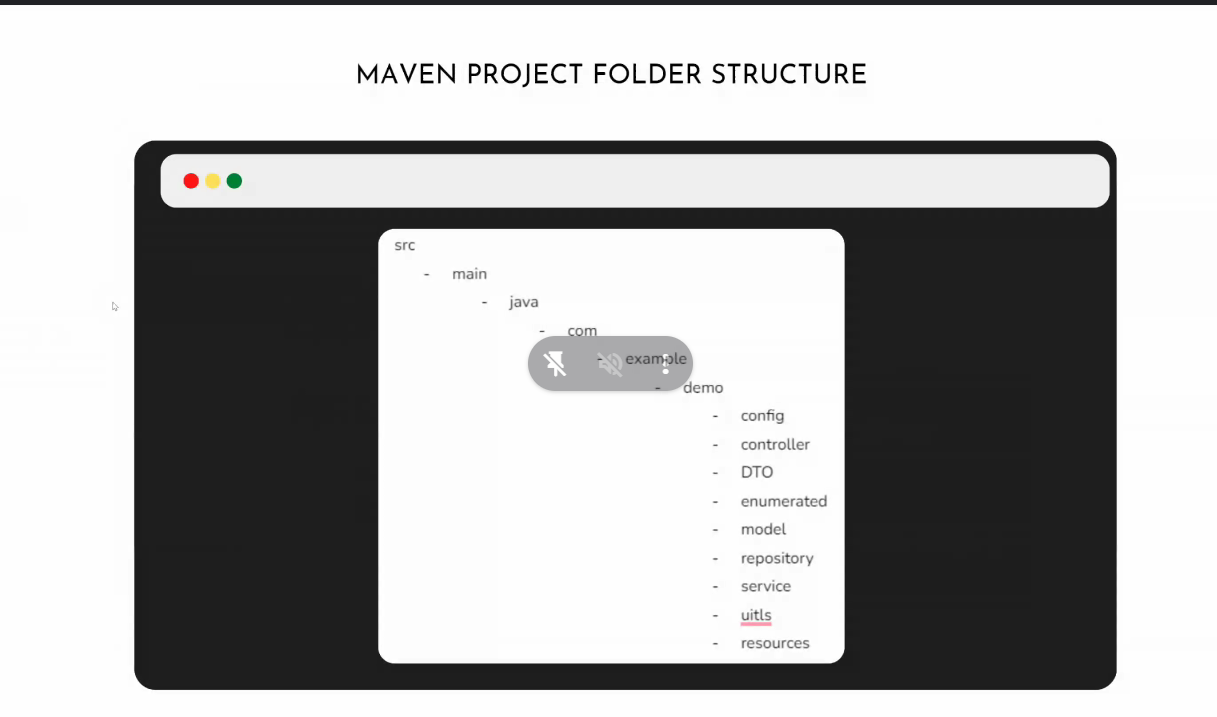 MAVEN PROJECT FOLDER STRUCTURE
src
- main
- java
- com
- example
- demo
- config
- controller
- DTO
- enumerated
- model
- repository
- service
- uitls
- resources